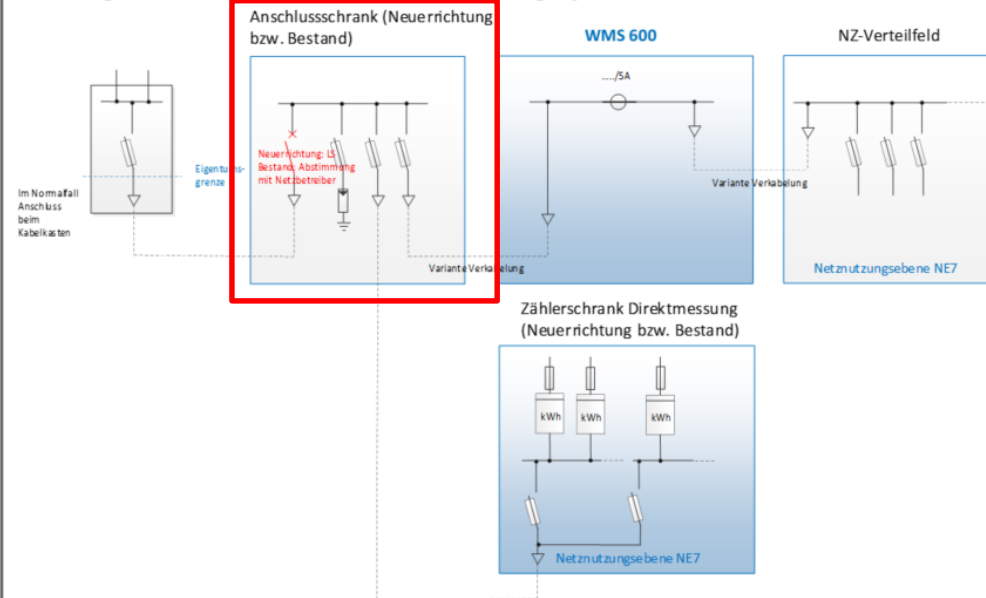 Anschlussschrank (Neuerrichtung
bzw. Bestand)
WMS 600
NZ-Verteilfeld
...../5A
Neuerrichtung: LS
Bestand: Abstimmung
mit Netzbetreiber
Eigentums-
grenze
Im Normalfall
Anschluss
beim
Kabelkasten
Variante Verkabelung
Variante Verkabelung
Netznutzungsebene NE7
Zählerschrank Direktmessung
(Neuerrichtung bzw. Bestand)
kWh
kWh
kWh
Netznutzungsebene NE7